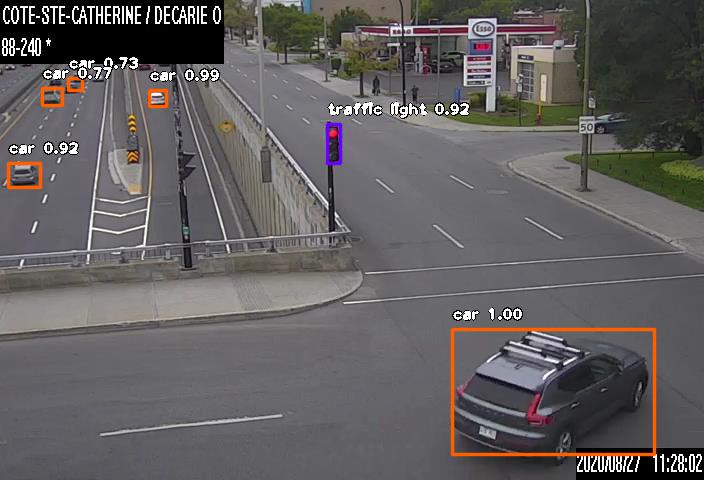 COTE-STE-CATHERINE / DECARIE O
88-240 *
car 0.73
car 0.77
car 0.99
car 0.92
traffic light 0.92
Esso
50
car 1.00
2020/08/27 11:28:02